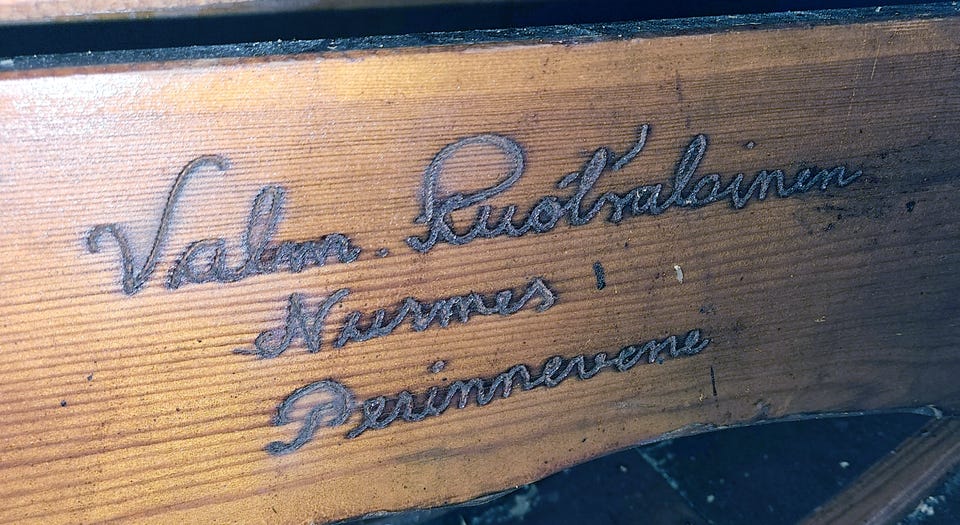 Valm. Ruotsalainen
Nurmes
Perinnevene